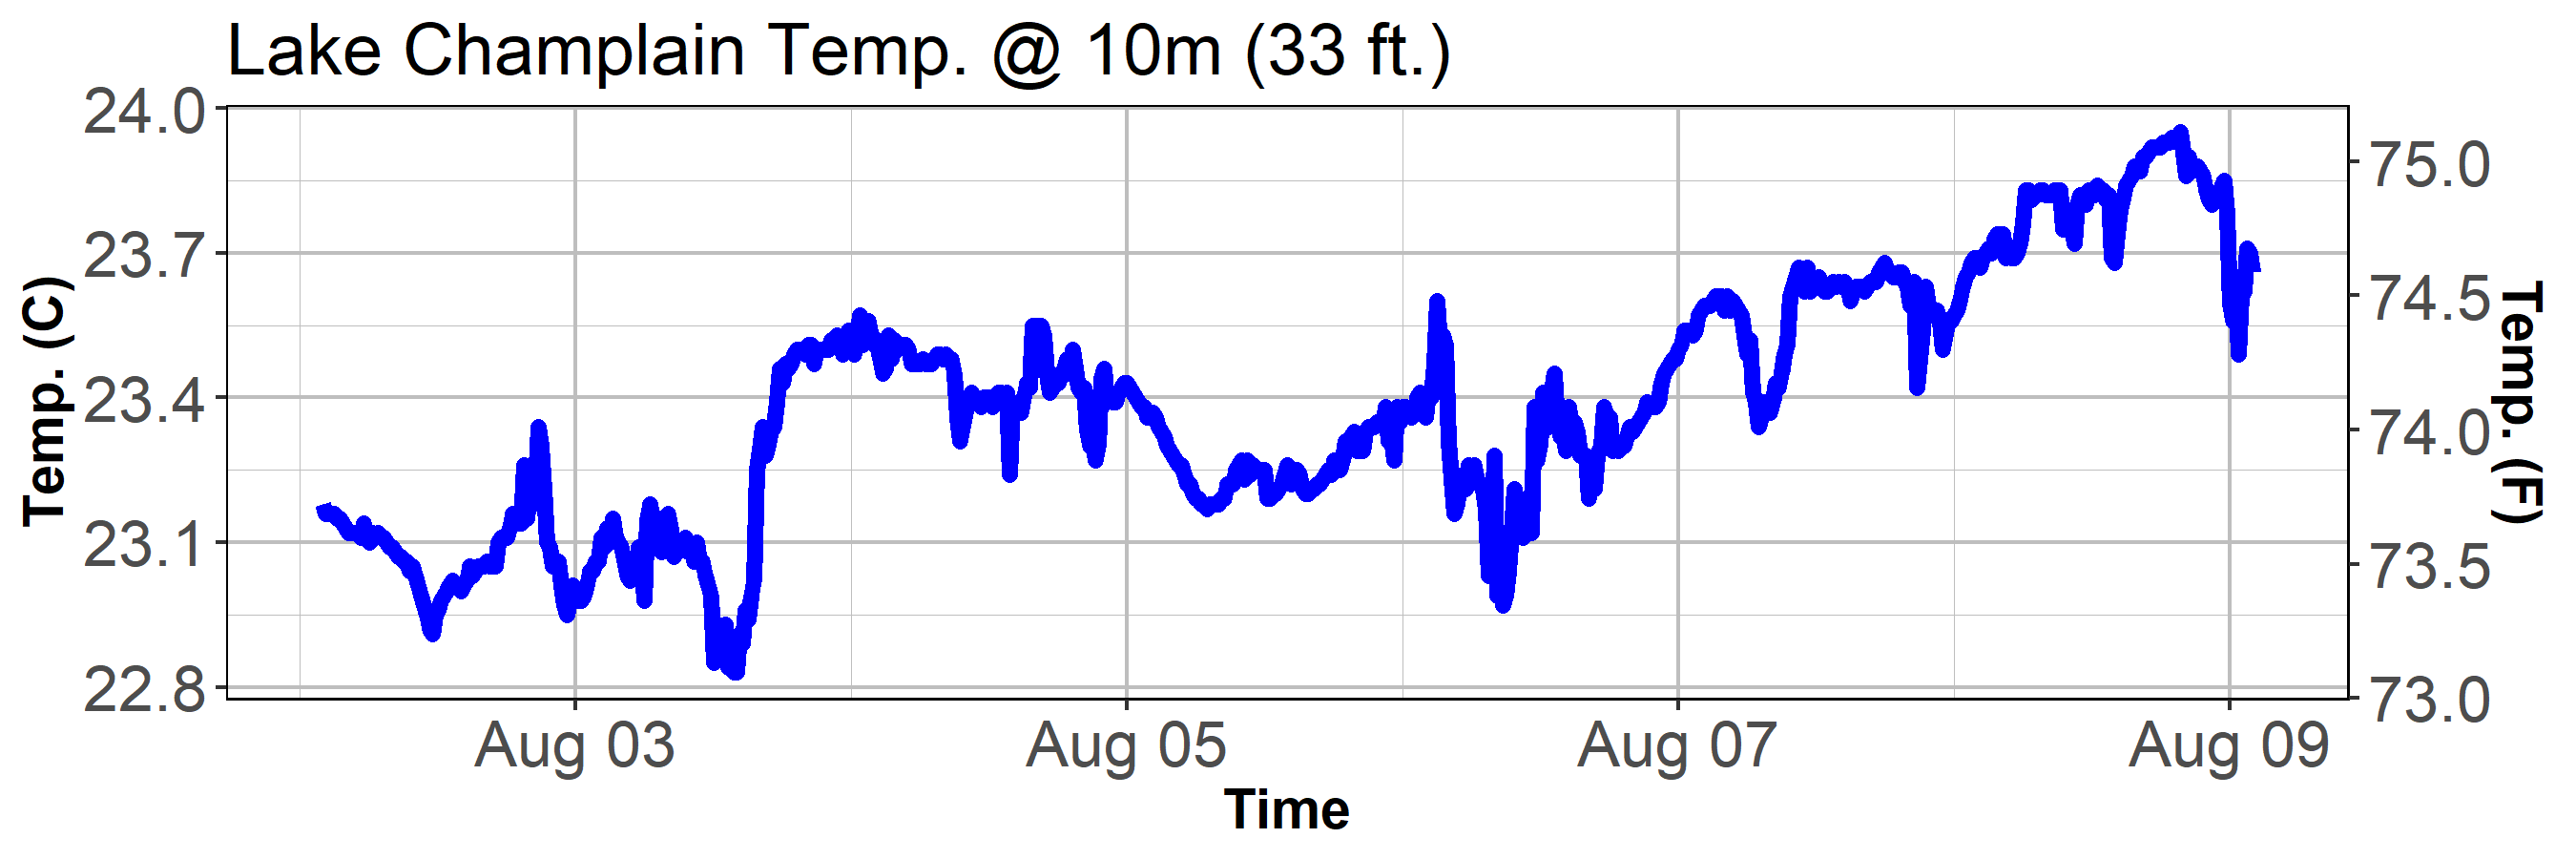 Lake Champlain Temp. @ 10m (33 ft.)
Temp. (C)
24.0
23.7
23.4
23.1
22.8
75.0
74.5
74.0
73.5
73.0
Temp. (F)
Aug 03 Aug 05 Aug 07 Aug 09
Time